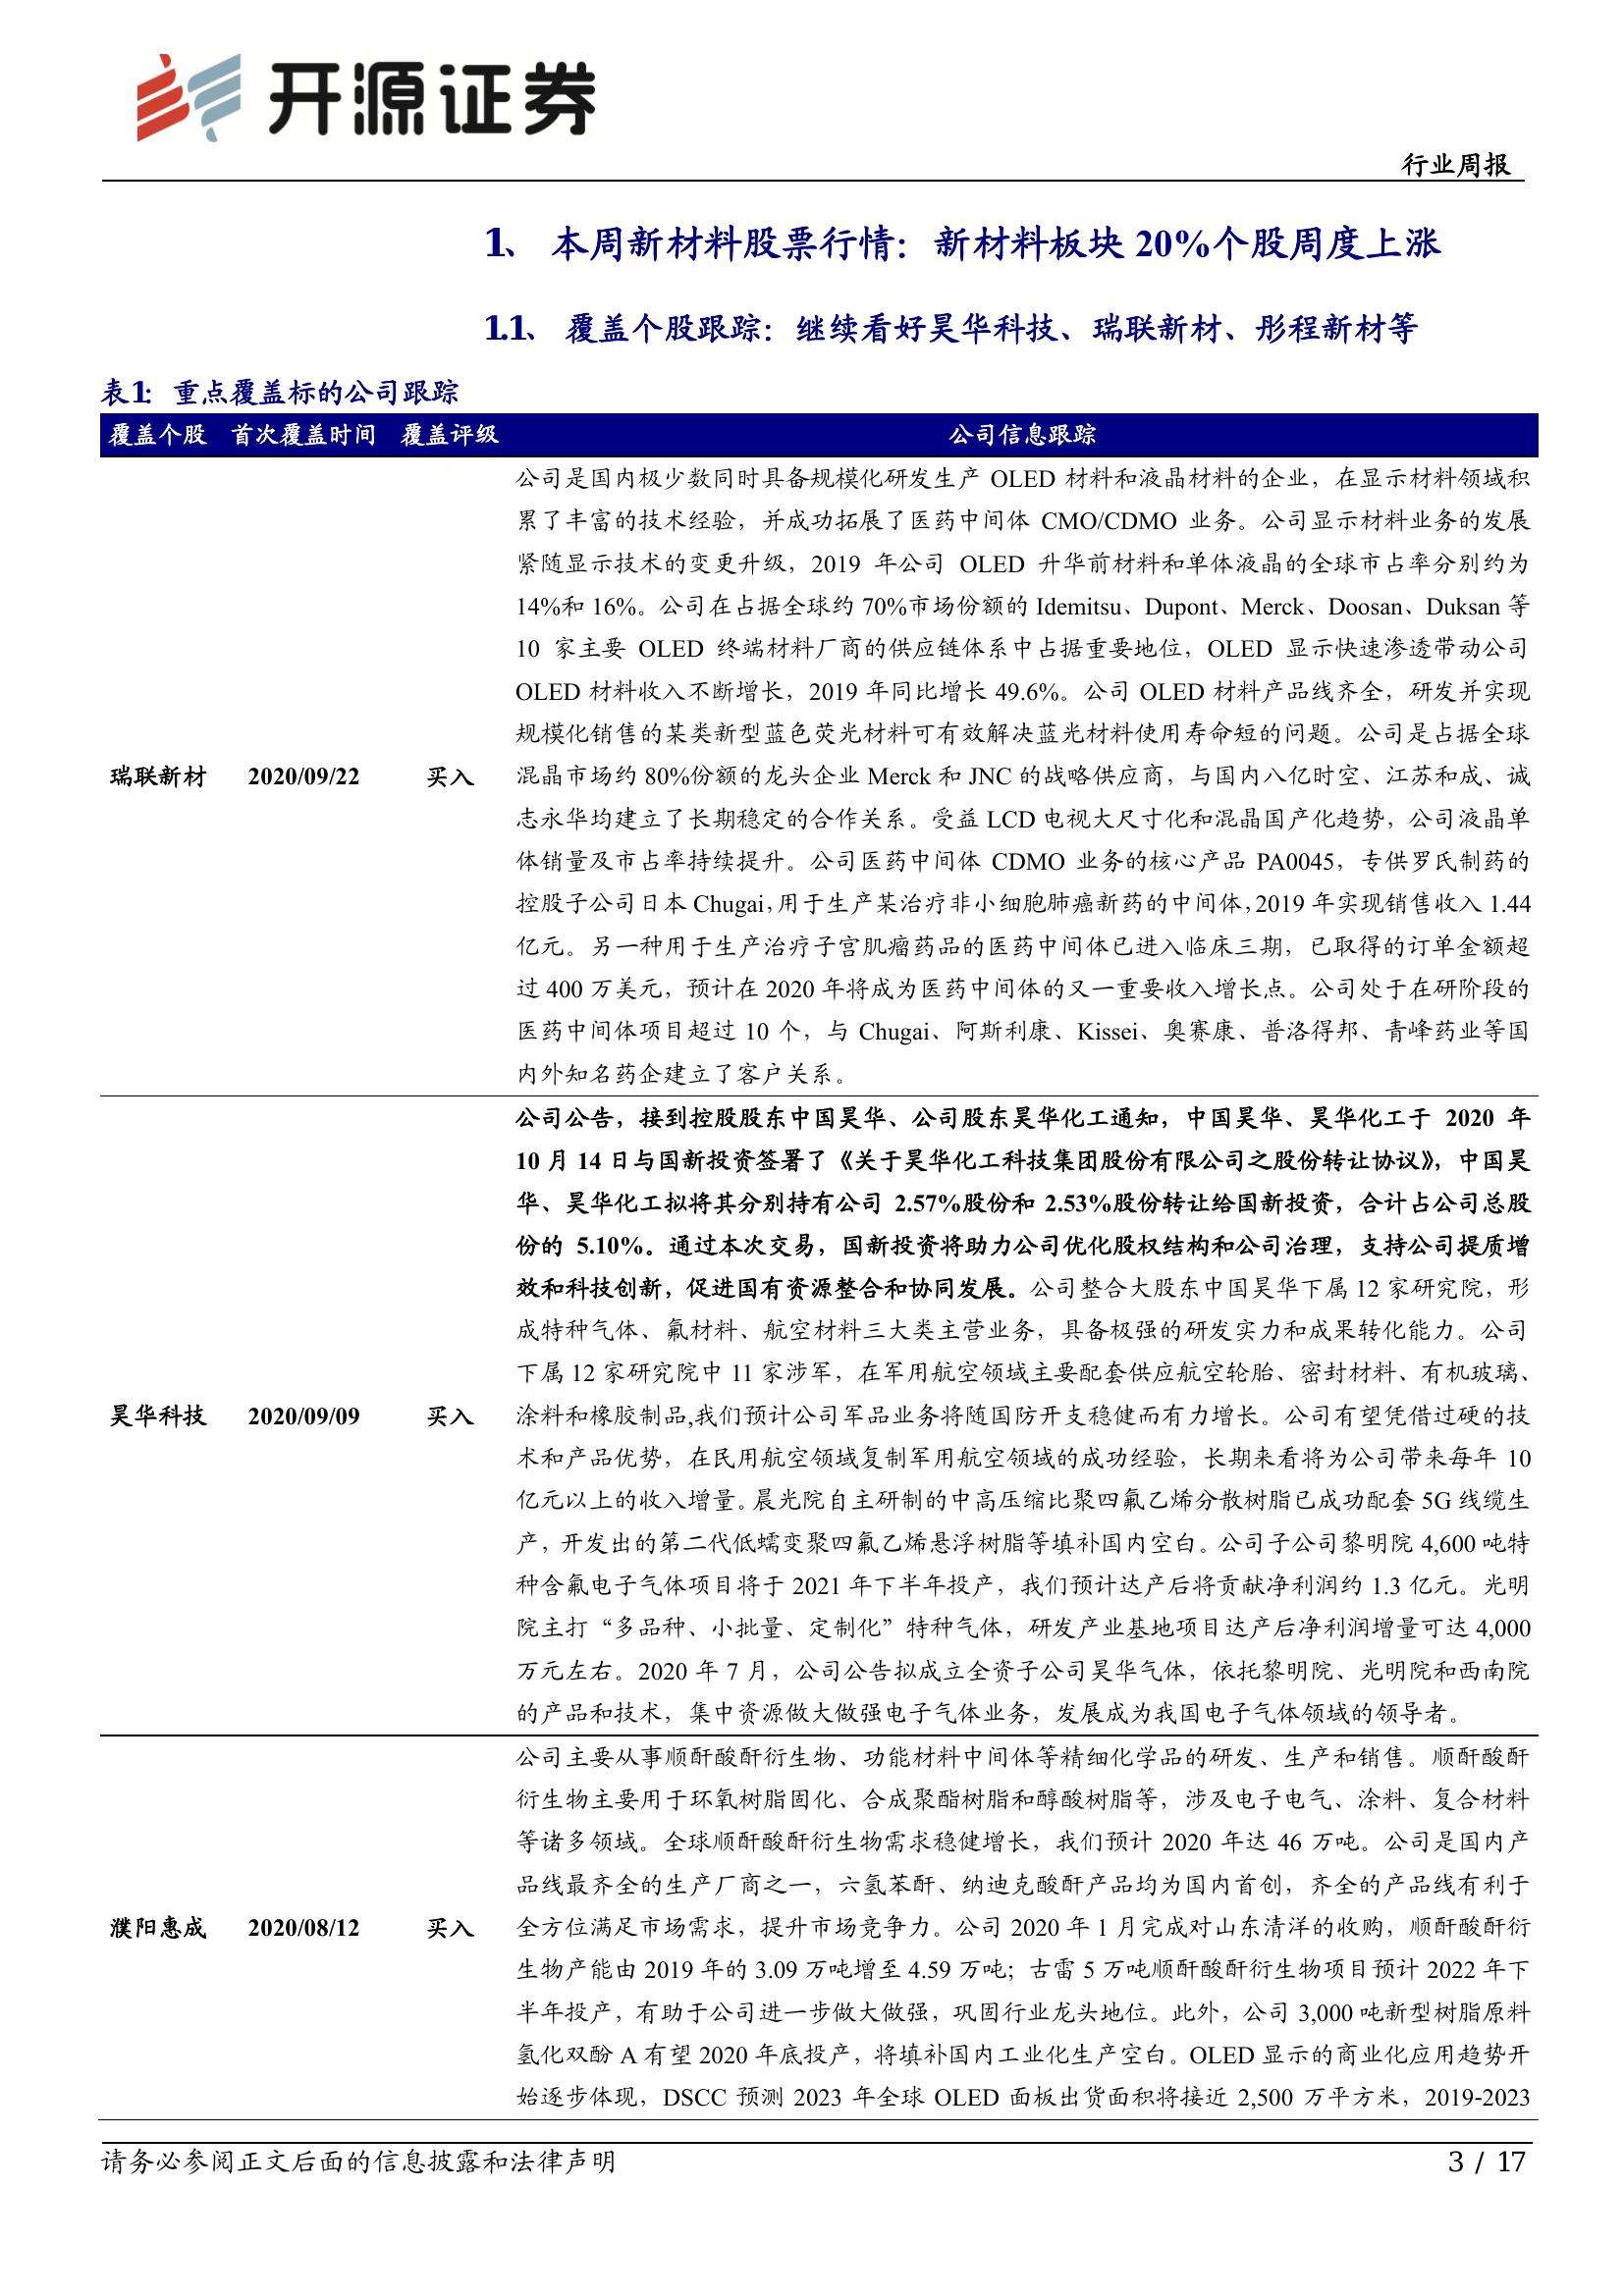 开源证券
行业周报
1、 本周新材料股票行情：新材料板块 20%个股周度上涨
1.1、 覆盖个股跟踪：继续看好昊华科技、瑞联新材、彤程新材等
表1： 重点覆盖标的公司跟踪
覆盖个股 首次覆盖时间 覆盖评级 公司信息跟踪
公司是国内极少数同时具备规模化研发生产 OLED 材料和液晶材料的企业，在显示材料领域积
累了丰富的技术经验，并成功拓展了医药中间体 CMO/CDMO 业务。公司显示材料业务的发展
紧随显示技术的变更升级，2019 年公司 OLED 升华前材料和单体液晶的全球市占率分别约为
14%和 16%。公司在占据全球约 70%市场份额的 Idemitsu、Dupont、Merck、Doosan、Duksan 等
10 家主要 OLED 终端材料厂商的供应链体系中占据重要地位，OLED 显示快速渗透带动公司
OLED 材料收入不断增长，2019 年同比增长 49.6%。公司 OLED 材料产品线齐全，研发并实现
规模化销售的某类新型蓝色荧光材料可有效解决蓝光材料使用寿命短的问题。公司是占据全球
瑞联新材 2020/09/22 买入 混晶市场约 80%份额的龙头企业 Merck 和 JNC 的战略供应商，与国内八亿时空、江苏和成、诚
志永华均建立了长期稳定的合作关系。受益 LCD 电视大尺寸化和混晶国产化趋势，公司液晶单
体销量及市占率持续提升。公司医药中间体 CDMO 业务的核心产品 PA0045，专供罗氏制药的
控股子公司日本 Chugai，用于生产某治疗非小细胞肺癌新药的中间体，2019 年实现销售收入 1.44
亿元。另一种用于生产治疗子宫肌瘤药品的医药中间体已进入临床三期，已取得的订单金额超
过 400 万美元，预计在 2020 年将成为医药中间体的又一重要收入增长点。公司处于在研阶段的
医药中间体项目超过 10 个，与 Chugai、阿斯利康、Kissei、奥赛康、普洛得邦、青峰药业等国
内外知名药企建立了客户关系。
公司公告，接到控股股东中国昊华、公司股东昊华化工通知，中国昊华、昊华化工于 2020 年
10 月 14 日与国新投资签署了《关于昊华化工科技集团股份有限公司之股份转让协议》，中国昊
华、昊华化工拟将其分别持有公司 2.57%股份和 2.53%股份转让给国新投资，合计占公司总股
份的 5.10%。通过本次交易，国新投资将助力公司优化股权结构和公司治理，支持公司提质增
效和科技创新，促进国有资源整合和协同发展。公司整合大股东中国昊华下属 12 家研究院，形
成特种气体、氟材料、航空材料三大类主营业务，具备极强的研发实力和成果转化能力。公司
下属 12 家研究院中 11 家涉军，在军用航空领域主要配套供应航空轮胎、密封材料、有机玻璃、
昊华科技 2020/09/09 买入 涂料和橡胶制品,我们预计公司军品业务将随国防开支稳健而有力增长。公司有望凭借过硬的技
术和产品优势，在民用航空领域复制军用航空领域的成功经验，长期来看将为公司带来每年 10
亿元以上的收入增量。晨光院自主研制的中高压缩比聚四氟乙烯分散树脂已成功配套 5G 线缆生
产，开发出的第二代低蠕变聚四氟乙烯悬浮树脂等填补国内空白。公司子公司黎明院 4,600 吨特
种含氟电子气体项目将于 2021 年下半年投产，我们预计达产后将贡献净利润约 1.3 亿元。光明
院主打“多品种、小批量、定制化”特种气体，研发产业基地项目达产后净利润增量可达 4,000
万元左右。2020 年 7 月，公司公告拟成立全资子公司昊华气体，依托黎明院、光明院和西南院
的产品和技术，集中资源做大做强电子气体业务，发展成为我国电子气体领域的领导者。
公司主要从事顺酐酸酐衍生物、功能材料中间体等精细化学品的研发、生产和销售。顺酐酸酐
衍生物主要用于环氧树脂固化、合成聚酯树脂和醇酸树脂等，涉及电子电气、涂料、复合材料
等诸多领域。全球顺酐酸酐衍生物需求稳健增长，我们预计 2020 年达 46 万吨。公司是国内产
品线最齐全的生产厂商之一，六氢苯酐、纳迪克酸酐产品均为国内首创，齐全的产品线有利于
濮阳惠成 2020/08/12 买入 全方位满足市场需求，提升市场竞争力。公司 2020 年 1 月完成对山东清洋的收购，顺酐酸酐衍
生物产能由 2019 年的 3.09 万吨增至 4.59 万吨；古雷 5 万吨顺酐酸酐衍生物项目预计 2022 年下
半年投产，有助于公司进一步做大做强，巩固行业龙头地位。此外，公司 3,000 吨新型树脂原料
氢化双酚 A 有望 2020 年底投产，将填补国内工业化生产空白。OLED 显示的商业化应用趋势开
始逐步体现，DSCC 预测 2023 年全球 OLED 面板出货面积将接近 2,500 万平方米，2019-2023
请务必参阅正文后面的信息披露和法律声明 3 / 17